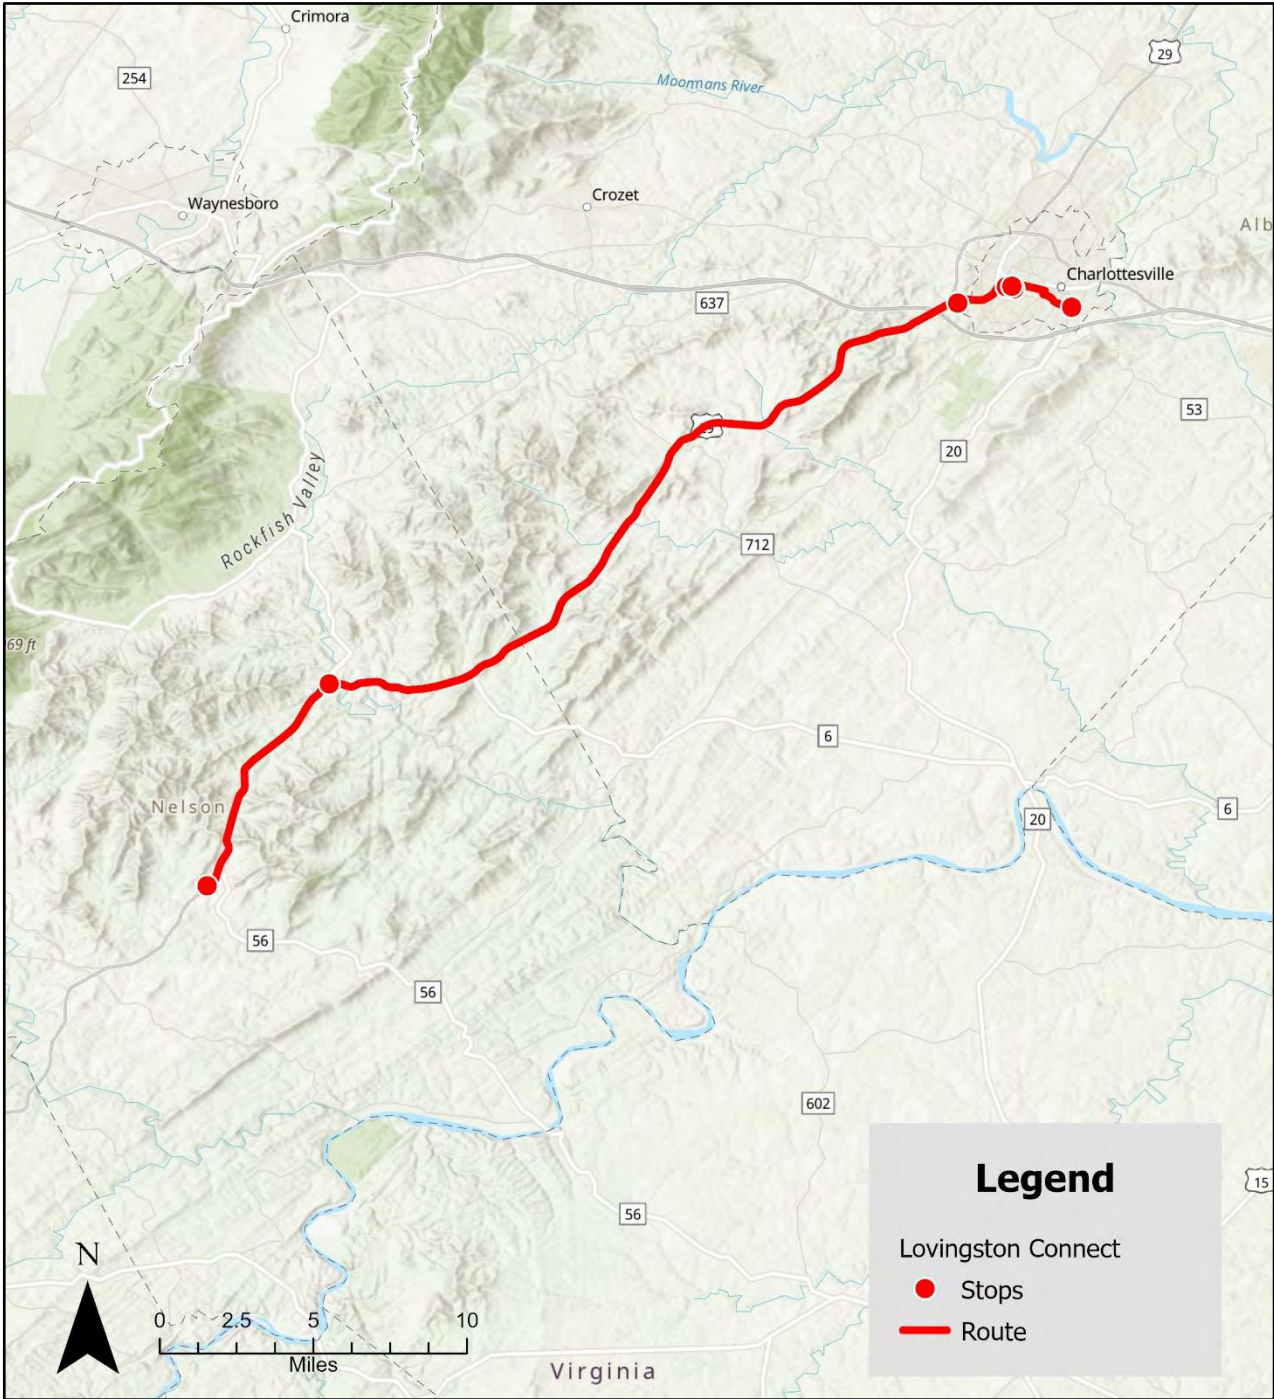 Crimora
29
254
Moormans River
Crozet
Waynesboro
Alb
Charlottesville
637
53
20
Rockfish Valley
712
69 ft
6
Nelson
6
20
56
56
602
Legend
15
56
Lovingston Connect
N
Stops
0 2.5 5 10
Route
Miles
Virginia